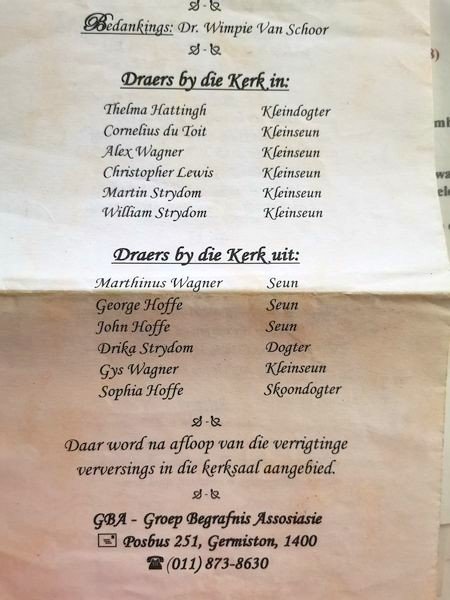 Bedankings: Dr. Wimpie Van Schoor
Draers by die Kerk in:
Thelma Hattingh Kleindogter
Cornelius du Toit Kleinseun
Alex Wagner Kleinseun
Christopher Lewis Kleinseun
Martin Strydom Kleinseun
William Strydom Kleinseun
Draers by die Kerk uit:
Marthinus Wagner Seun
George Hoffe Seun
John Hoffe Seun
Drika Strydom Dogter
Gys Wagner Kleinseun
Sophia Hoffe Skoondogter
Daar word na afloop van die verrigtinge
verversings in die kerksaal aangebied.
GBA - Groep Begrafnis Assosiasie
Posbus 251, Germiston, 1400
(011) 873-8630